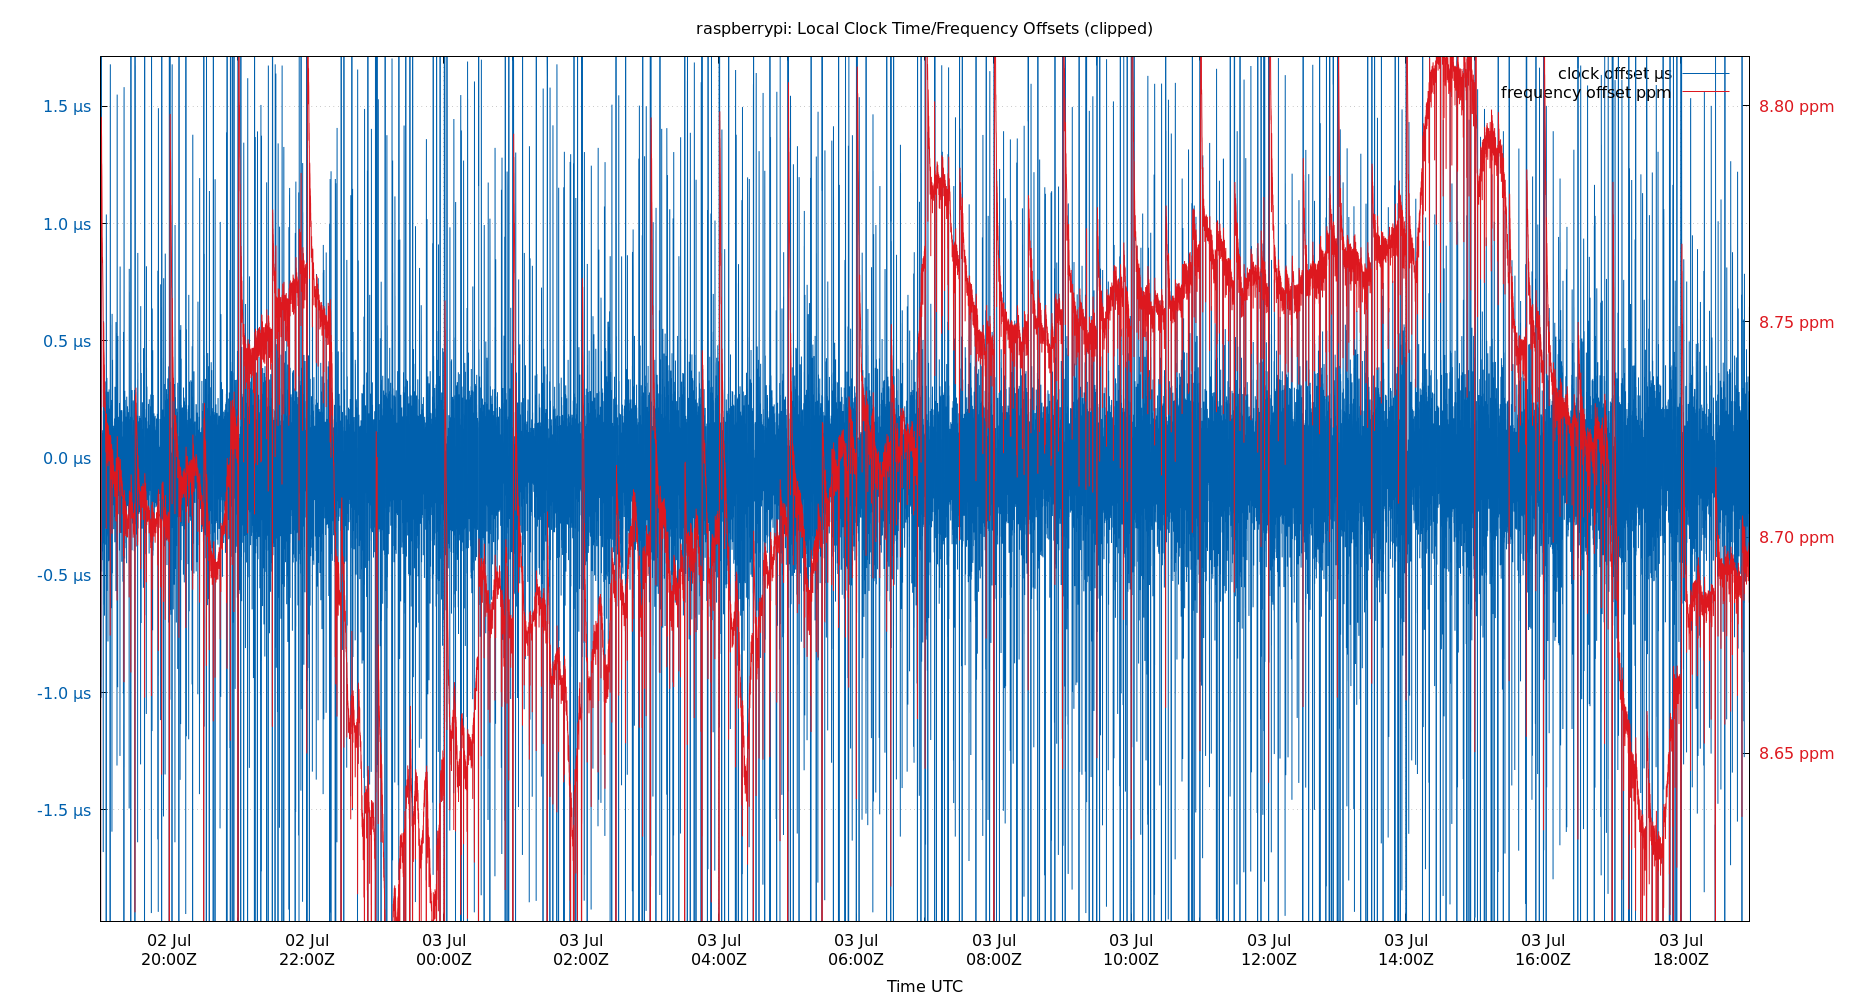 raspberrypi: Local Clock Time/Frequency Offsets (clipped)
clock offset µs
frequency offset ppm
1.5 µs
1.0 µs
0.5 µs
0.0 µs
-0.5 µs
-1.0 µs
-1.5 µs
8.80 ppm
8.75 ppm
8.70 ppm
8.65 ppm
02 Jul 02 Jul 03 Jul 03 Jul 03 Jul 03 Jul 03 Jul 03 Jul 03 Jul 03 Jul 03 Jul 03 Jul
20:00Z 22:00Z 00:00Z 02:00Z 04:00Z 06:00Z 08:00Z 10:00Z 12:00Z 14:00Z 16:00Z 18:00Z
Time UTC